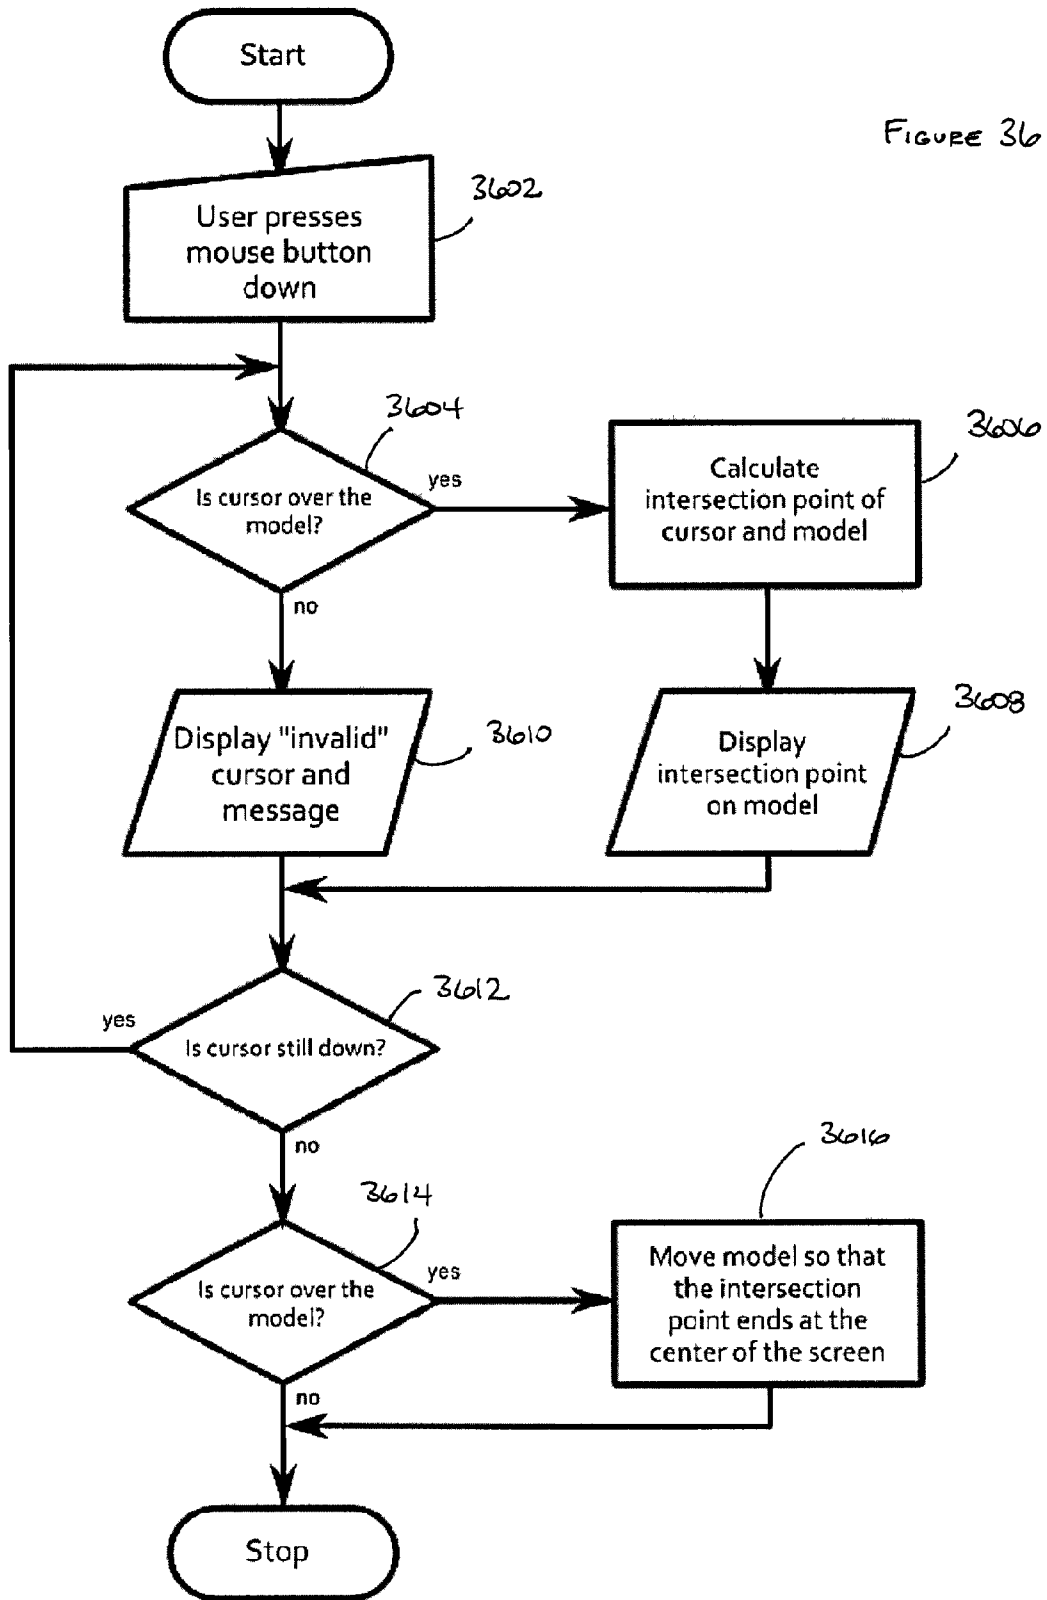 Start
FIGURE 36
3602
User presses
mouse button
down
3604
3606
Is cursor over the
model?
yes
no
Calculate
intersection point of
cursor and model
Display "invalid"
cursor and
message
3610
3608
Display
intersection point
on model
3612
yes
Is cursor still down?
no
3614
3616
Is cursor over the
model?
yes
no
Move model so that
the intersection
point ends at the
center of the screen
Stop